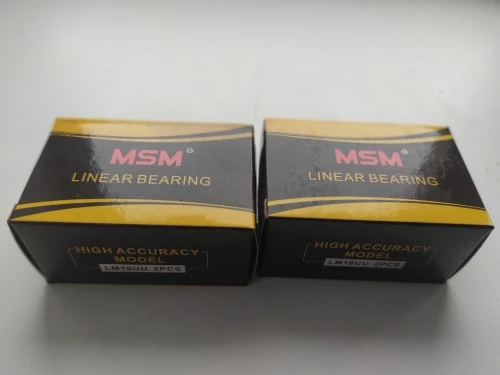 MSM®
LINEAR BEARING
HIGH ACCURACY
MODEL
LM16UU 2PCS
MSM®
LINEAR BEARING
HIGH ACCURACY
MODEL
LM16UU 2PCS